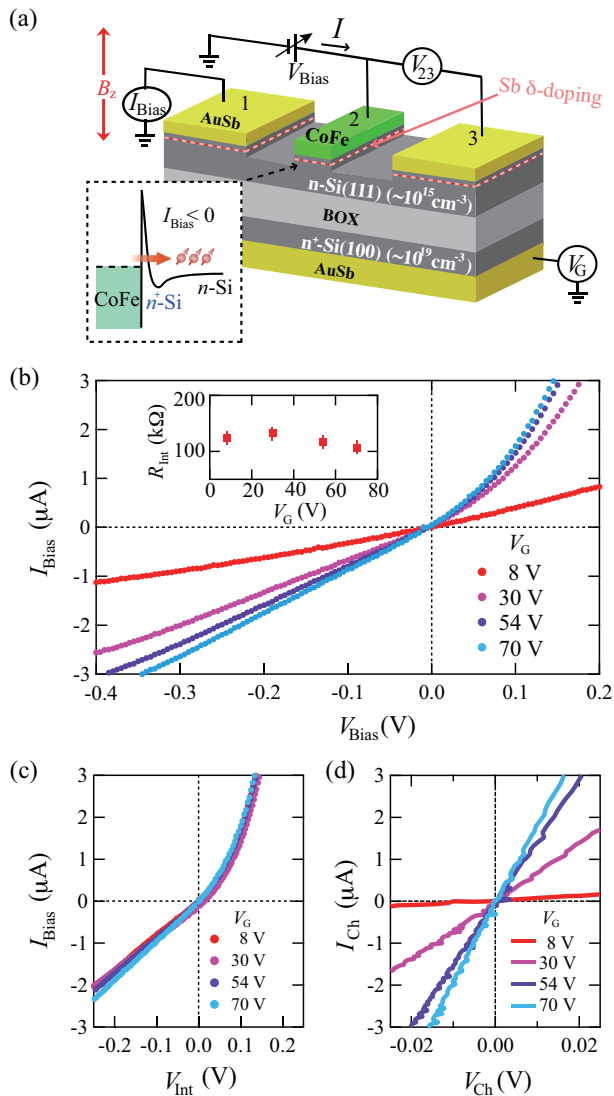 (a)
I
V_Bias
V_23
B_z
I_Bias
1
2
3
AuSb
CoFe
Sb δ-doping
n-Si(111) (~10^15cm^-3)
BOX
n^+-Si(100) (~10^19cm^-3)
AuSb
V_G
I_Bias < 0
CoFe
n^+-Si
n-Si
(b)
200
100
0
R_Int (kΩ)
0 20 40 60 80
V_G (V)
3
2
1
0
-1
-2
-3
I_Bias (μA)
V_G
8 V
30 V
54 V
70 V
-0.4 -0.3 -0.2 -0.1 0.0 0.1 0.2
V_Bias (V)
(c)
3
2
1
0
-1
-2
-3
I_Bias (μA)
V_G
8 V
30 V
54 V
70 V
-0.2 -0.1 0.0 0.1 0.2
V_Int (V)
(d)
3
2
1
0
-1
-2
-3
I_Ch (μA)
V_G
8 V
30 V
54 V
70 V
-0.02 0.00 0.02
V_Ch (V)